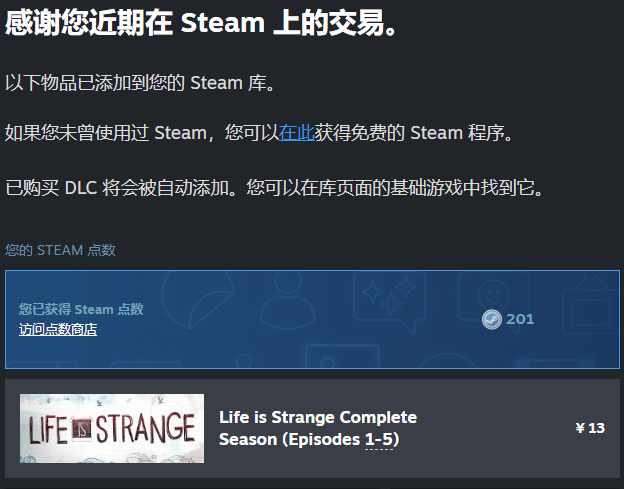 感谢您近期在 Steam 上的交易。
以下物品已添加到您的 Steam 库。
如果您未曾使用过 Steam，您可以在此获得免费的 Steam 程序。
已购买 DLC 将会被自动添加。您可以在库页面的基础游戏中找到它。
您的 STEAM 点数
您已获得 Steam 点数
访问点数商店
201
LIFE IS STRANGE
Life is Strange Complete
Season (Episodes 1-5)
¥ 13